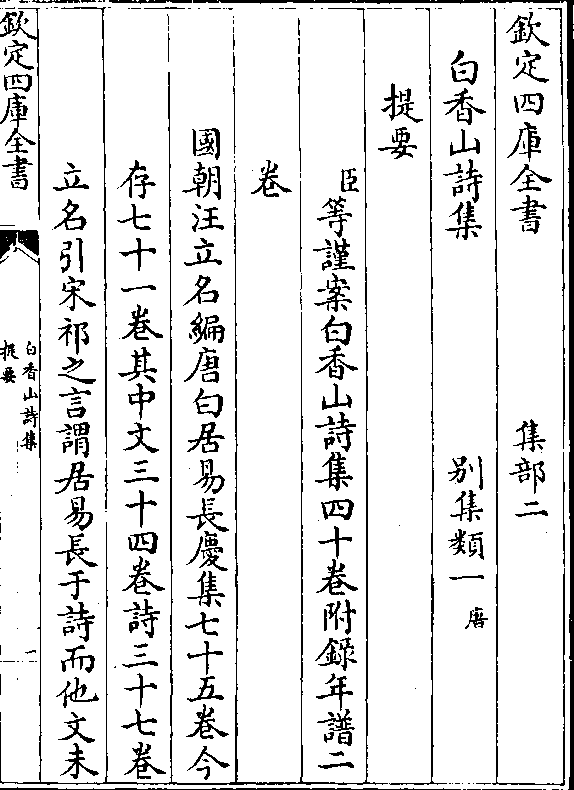 欽定四庫全書　集部二
白香山詩集　別集類一唐
提要
臣等謹案白香山詩集四十卷附錄年譜二
卷
國朝汪立名編唐白居易長慶集七十五卷今
存七十一卷其中文三十四卷詩三十七卷
立名引宋祁之言謂居易長于詩而他文未
欽定四庫全書
白香山詩集
提要
一